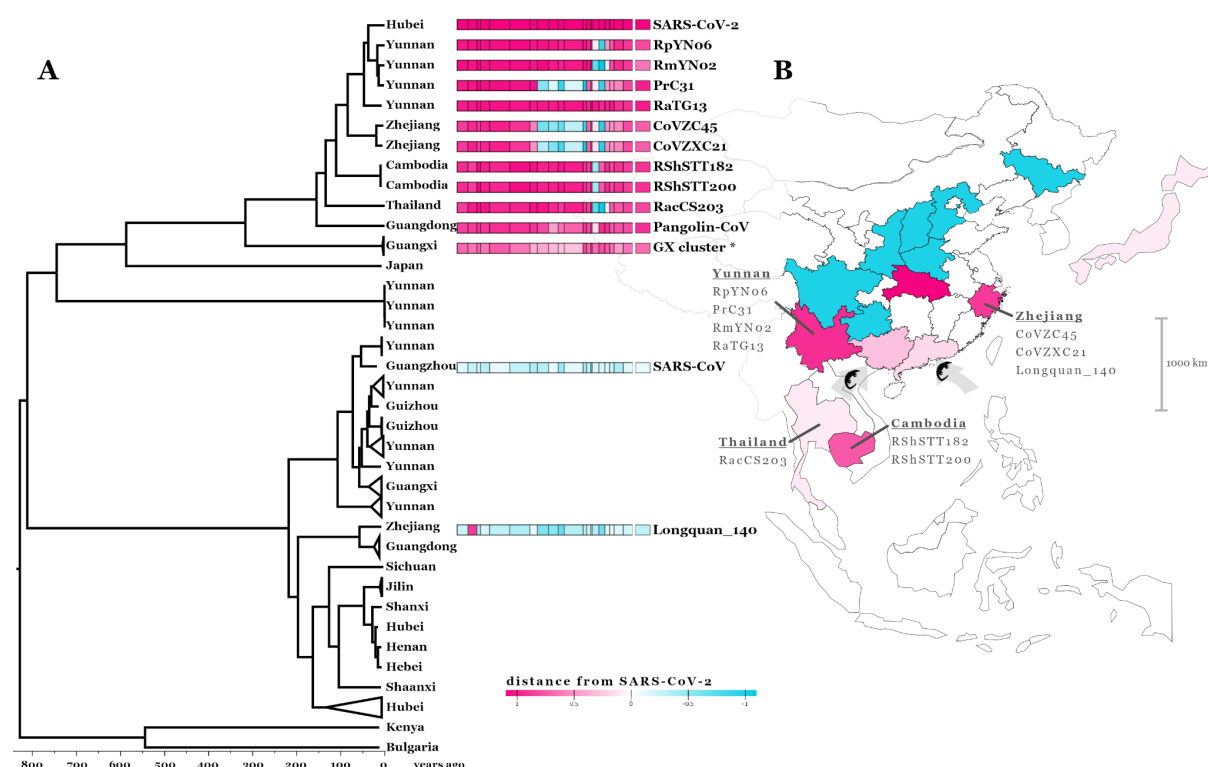 A
B
Hubei SARS-CoV-2
Yunnan RpYN06
Yunnan RmYN02
Yunnan PrC31
Yunnan RaTG13
Zhejiang CoVZC45
Zhejiang CoVZXC21
Cambodia RShSTT182
Cambodia RShSTT200
Thailand RacCS203
Guangdong Pangolin-CoV
Guangxi GX cluster *
Japan
Yunnan
Yunnan
Yunnan
Yunnan
Guangzhou SARS-CoV
Yunnan
Guizhou
Guizhou
Yunnan
Yunnan
Guangxi
Yunnan
Zhejiang Longquan_140
Guangdong
Sichuan
Jilin
Shanxi
Hubei
Henan
Hebei
Shaanxi
Hubei
Kenya
Bulgaria
800 700 600 500 400 300 200 100 0 years ago
distance from SARS-CoV-2
1 0.5 0 -0.5 -1
Yunnan
RpYN06
PrC31
RmYN02
RaTG13
Zhejiang
CoVZC45
CoVZXC21
Longquan_140
1000 km
Thailand
RacCS203
Cambodia
RShSTT182
RShSTT200